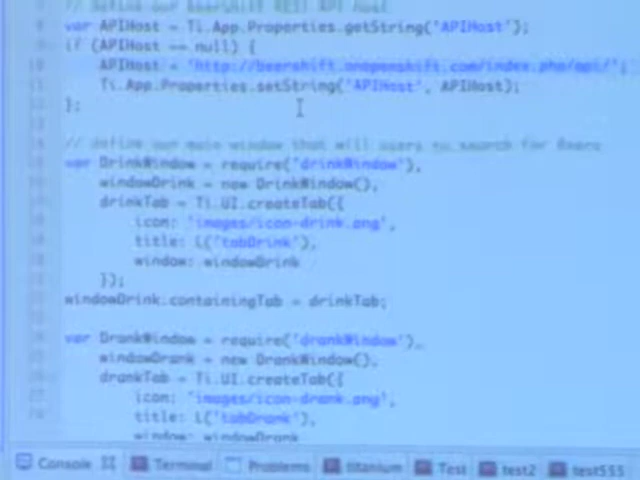 // define our BeerShift REST API host
var APIHost = Ti.App.Properties.getString('APIHost');
if (APIHost == null) {
APIHost = 'http://beershift.onopenshift.com/index.php/api/';
Ti.App.Properties.setString('APIHost', APIHost);
};
// define our main window that will users to search for Beers
var DrinkWindow = require('drinkWindow'),
windowDrink = new DrinkWindow(),
drinkTab = Ti.UI.createTab({
icon: 'images/icon-drink.png',
title: L('tabDrink'),
window: windowDrink
});
windowDrink.containingTab = drinkTab;
var DrankWindow = require('drankWindow'),
windowDrank = new DrankWindow(),
drankTab = Ti.UI.createTab({
icon: 'images/icon-drank.png',
title: L('tabDrank'),
window: windowDrank
Console Terminal Problems titanium Test test2 test555